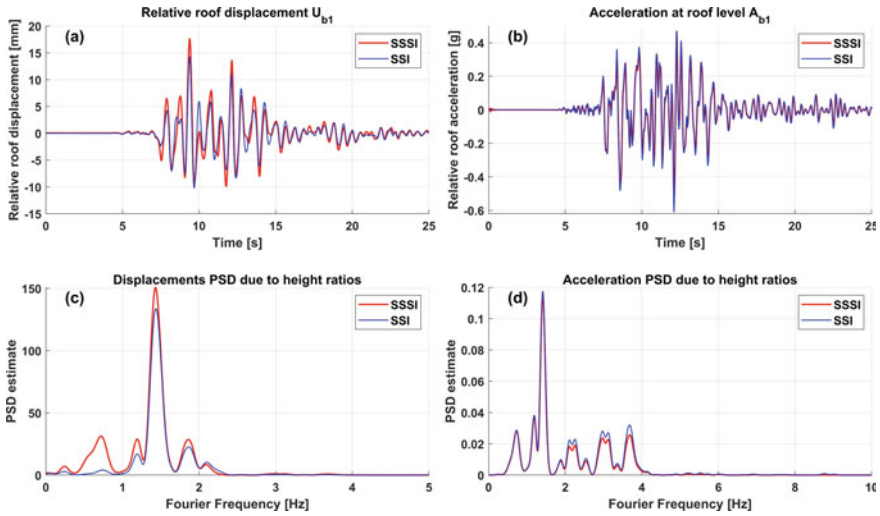 Relative roof displacement U_b1
(a)
SSSI
SSI
Relative roof displacement [mm]
20
15
10
5
0
-5
-10
-15
0
5
10
15
20
25
Time [s]
Acceleration at roof level A_b1
(b)
SSSI
SSI
Relative roof acceleration [g]
0.4
0.2
0
-0.2
-0.4
-0.6
0
5
10
15
20
25
Time [s]
Displacements PSD due to height ratios
(c)
SSSI
SSI
PSD estimate
150
100
50
0
0
1
2
3
4
5
Fourier Frequency [Hz]
Acceleration PSD due to height ratios
(d)
SSSI
SSI
PSD estimate
0.12
0.1
0.08
0.06
0.04
0.02
0
0
2
4
6
8
10
Fourier Frequency [Hz]